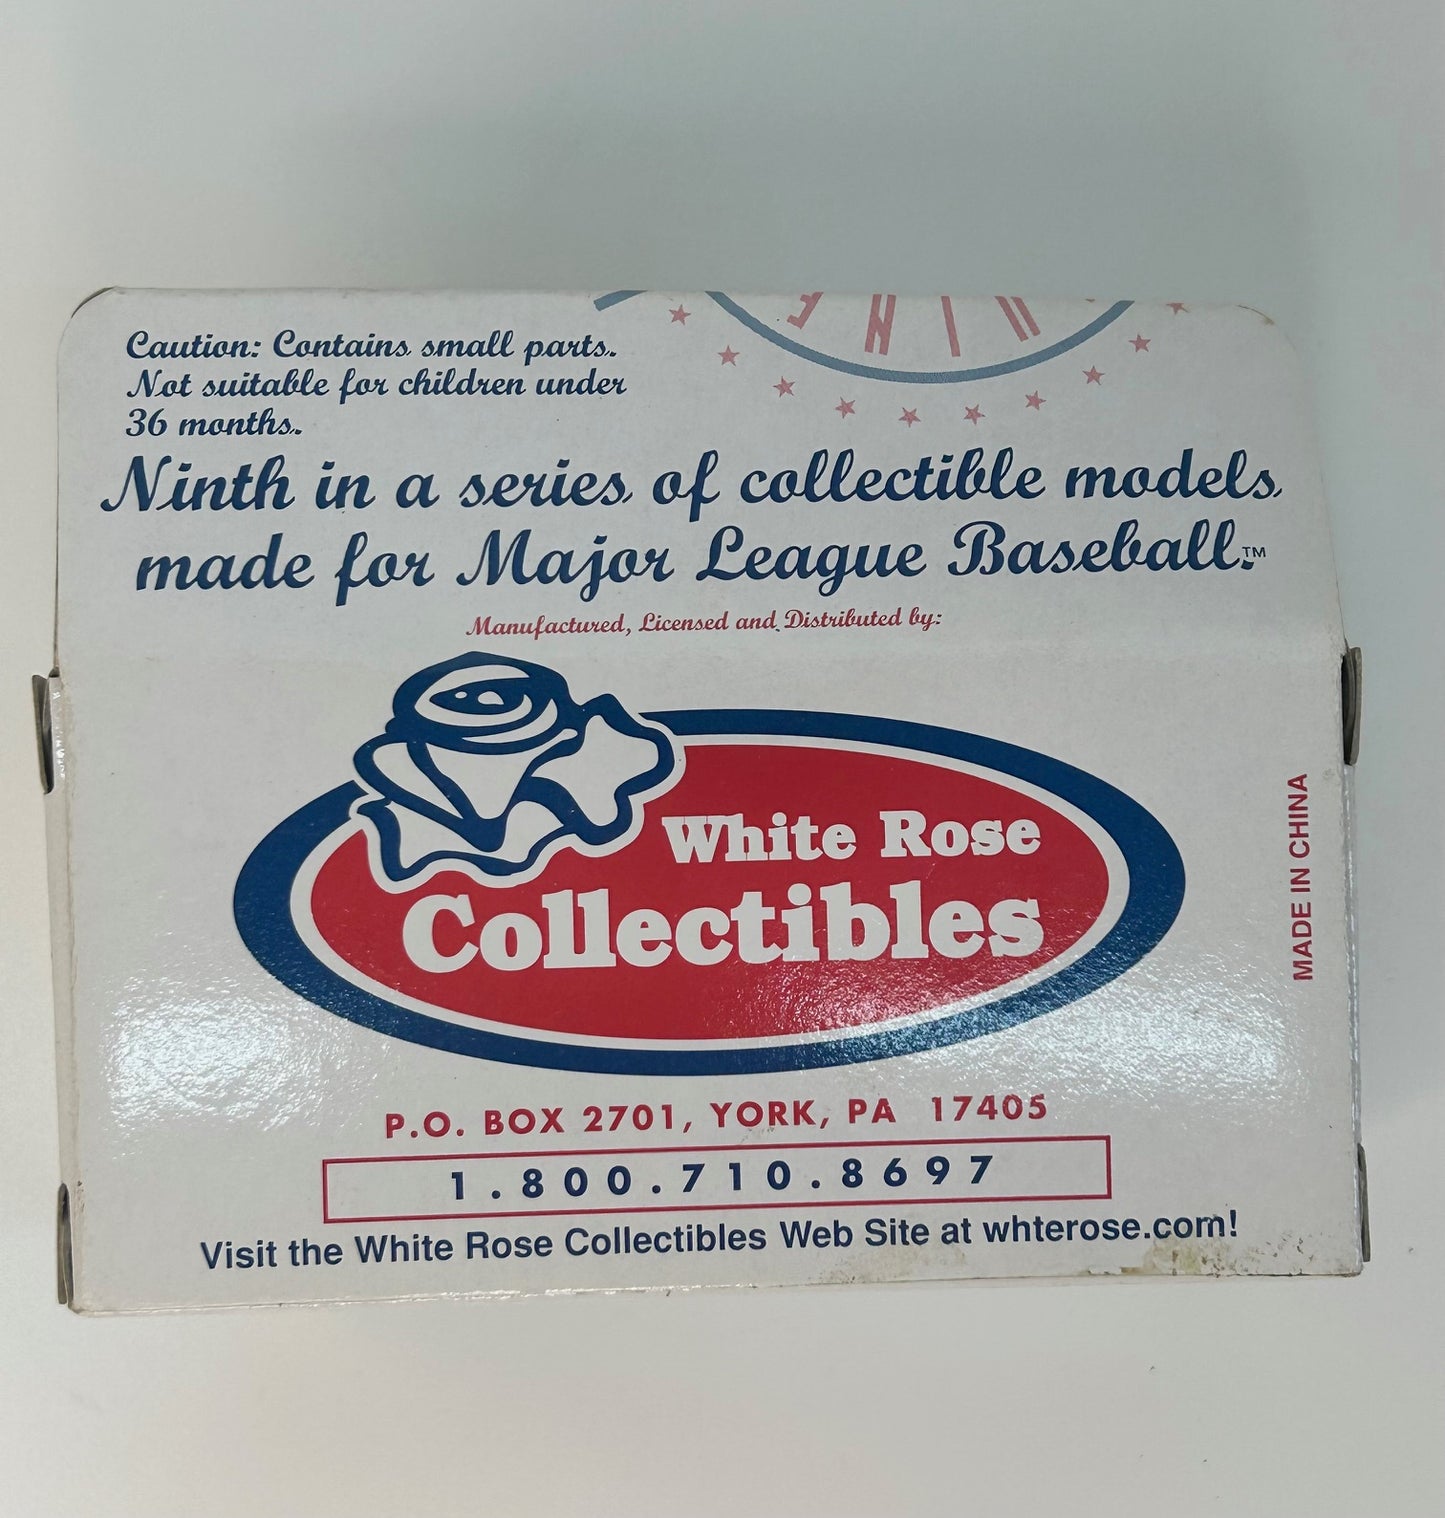 Caution: Contains small parts.
Not suitable for children under
36 months.
Ninth in a series of collectible models
made for Major League Baseball.™
Manufactured, Licensed and Distributed by:
White Rose
Collectibles
MADE IN CHINA
P.O. BOX 2701, YORK, PA 17405
1.800.710.8697
Visit the White Rose Collectibles Web Site at whterose.com!